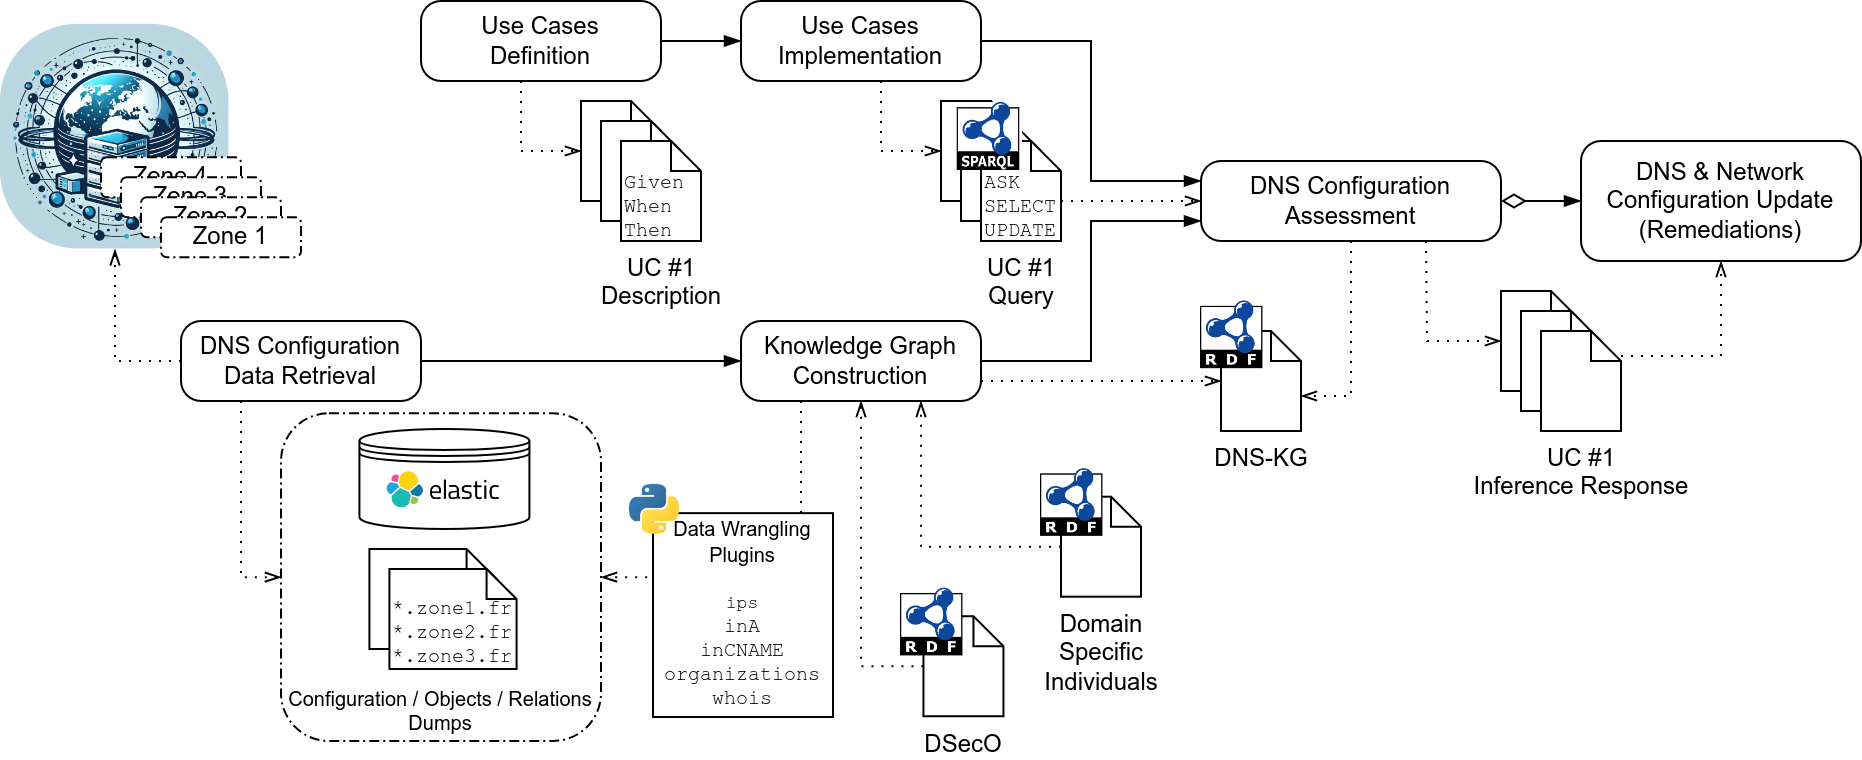 Use Cases
Definition
Use Cases
Implementation
Zone 4
Zone 3
Zone 2
Zone 1
Given
When
Then
UC #1
Description
SPARQL
ASK
SELECT
UPDATE
UC #1
Query
DNS Configuration
Assessment
DNS & Network
Configuration Update
(Remediations)
DNS Configuration
Data Retrieval
Knowledge Graph
Construction
RDF
DNS-KG
UC #1
Inference Response
elastic
*.zone1.fr
*.zone2.fr
*.zone3.fr
Configuration / Objects / Relations
Dumps
Data Wrangling
Plugins
ips
inA
inCNAME
organizations
whois
RDF
DSecO
RDF
Domain
Specific
Individuals